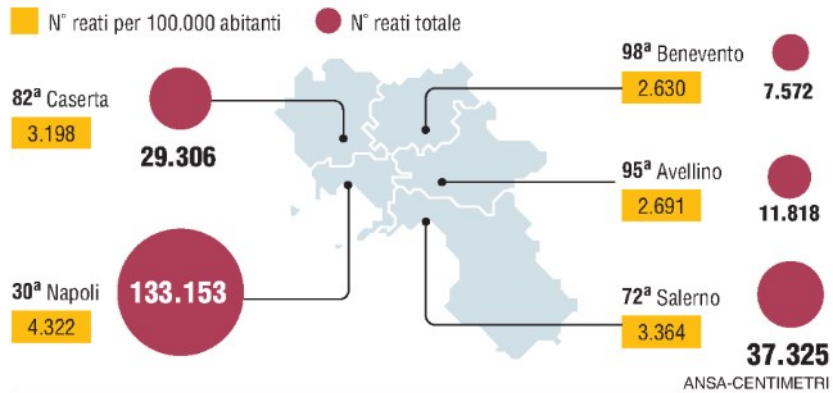 N° reati per 100.000 abitanti
N° reati totale
82ª Caserta
3.198
29.306
30ª Napoli
4.322
133.153
98ª Benevento
2.630
7.572
95ª Avellino
2.691
11.818
72ª Salerno
3.364
37.325
ANSA-CENTIMETRI